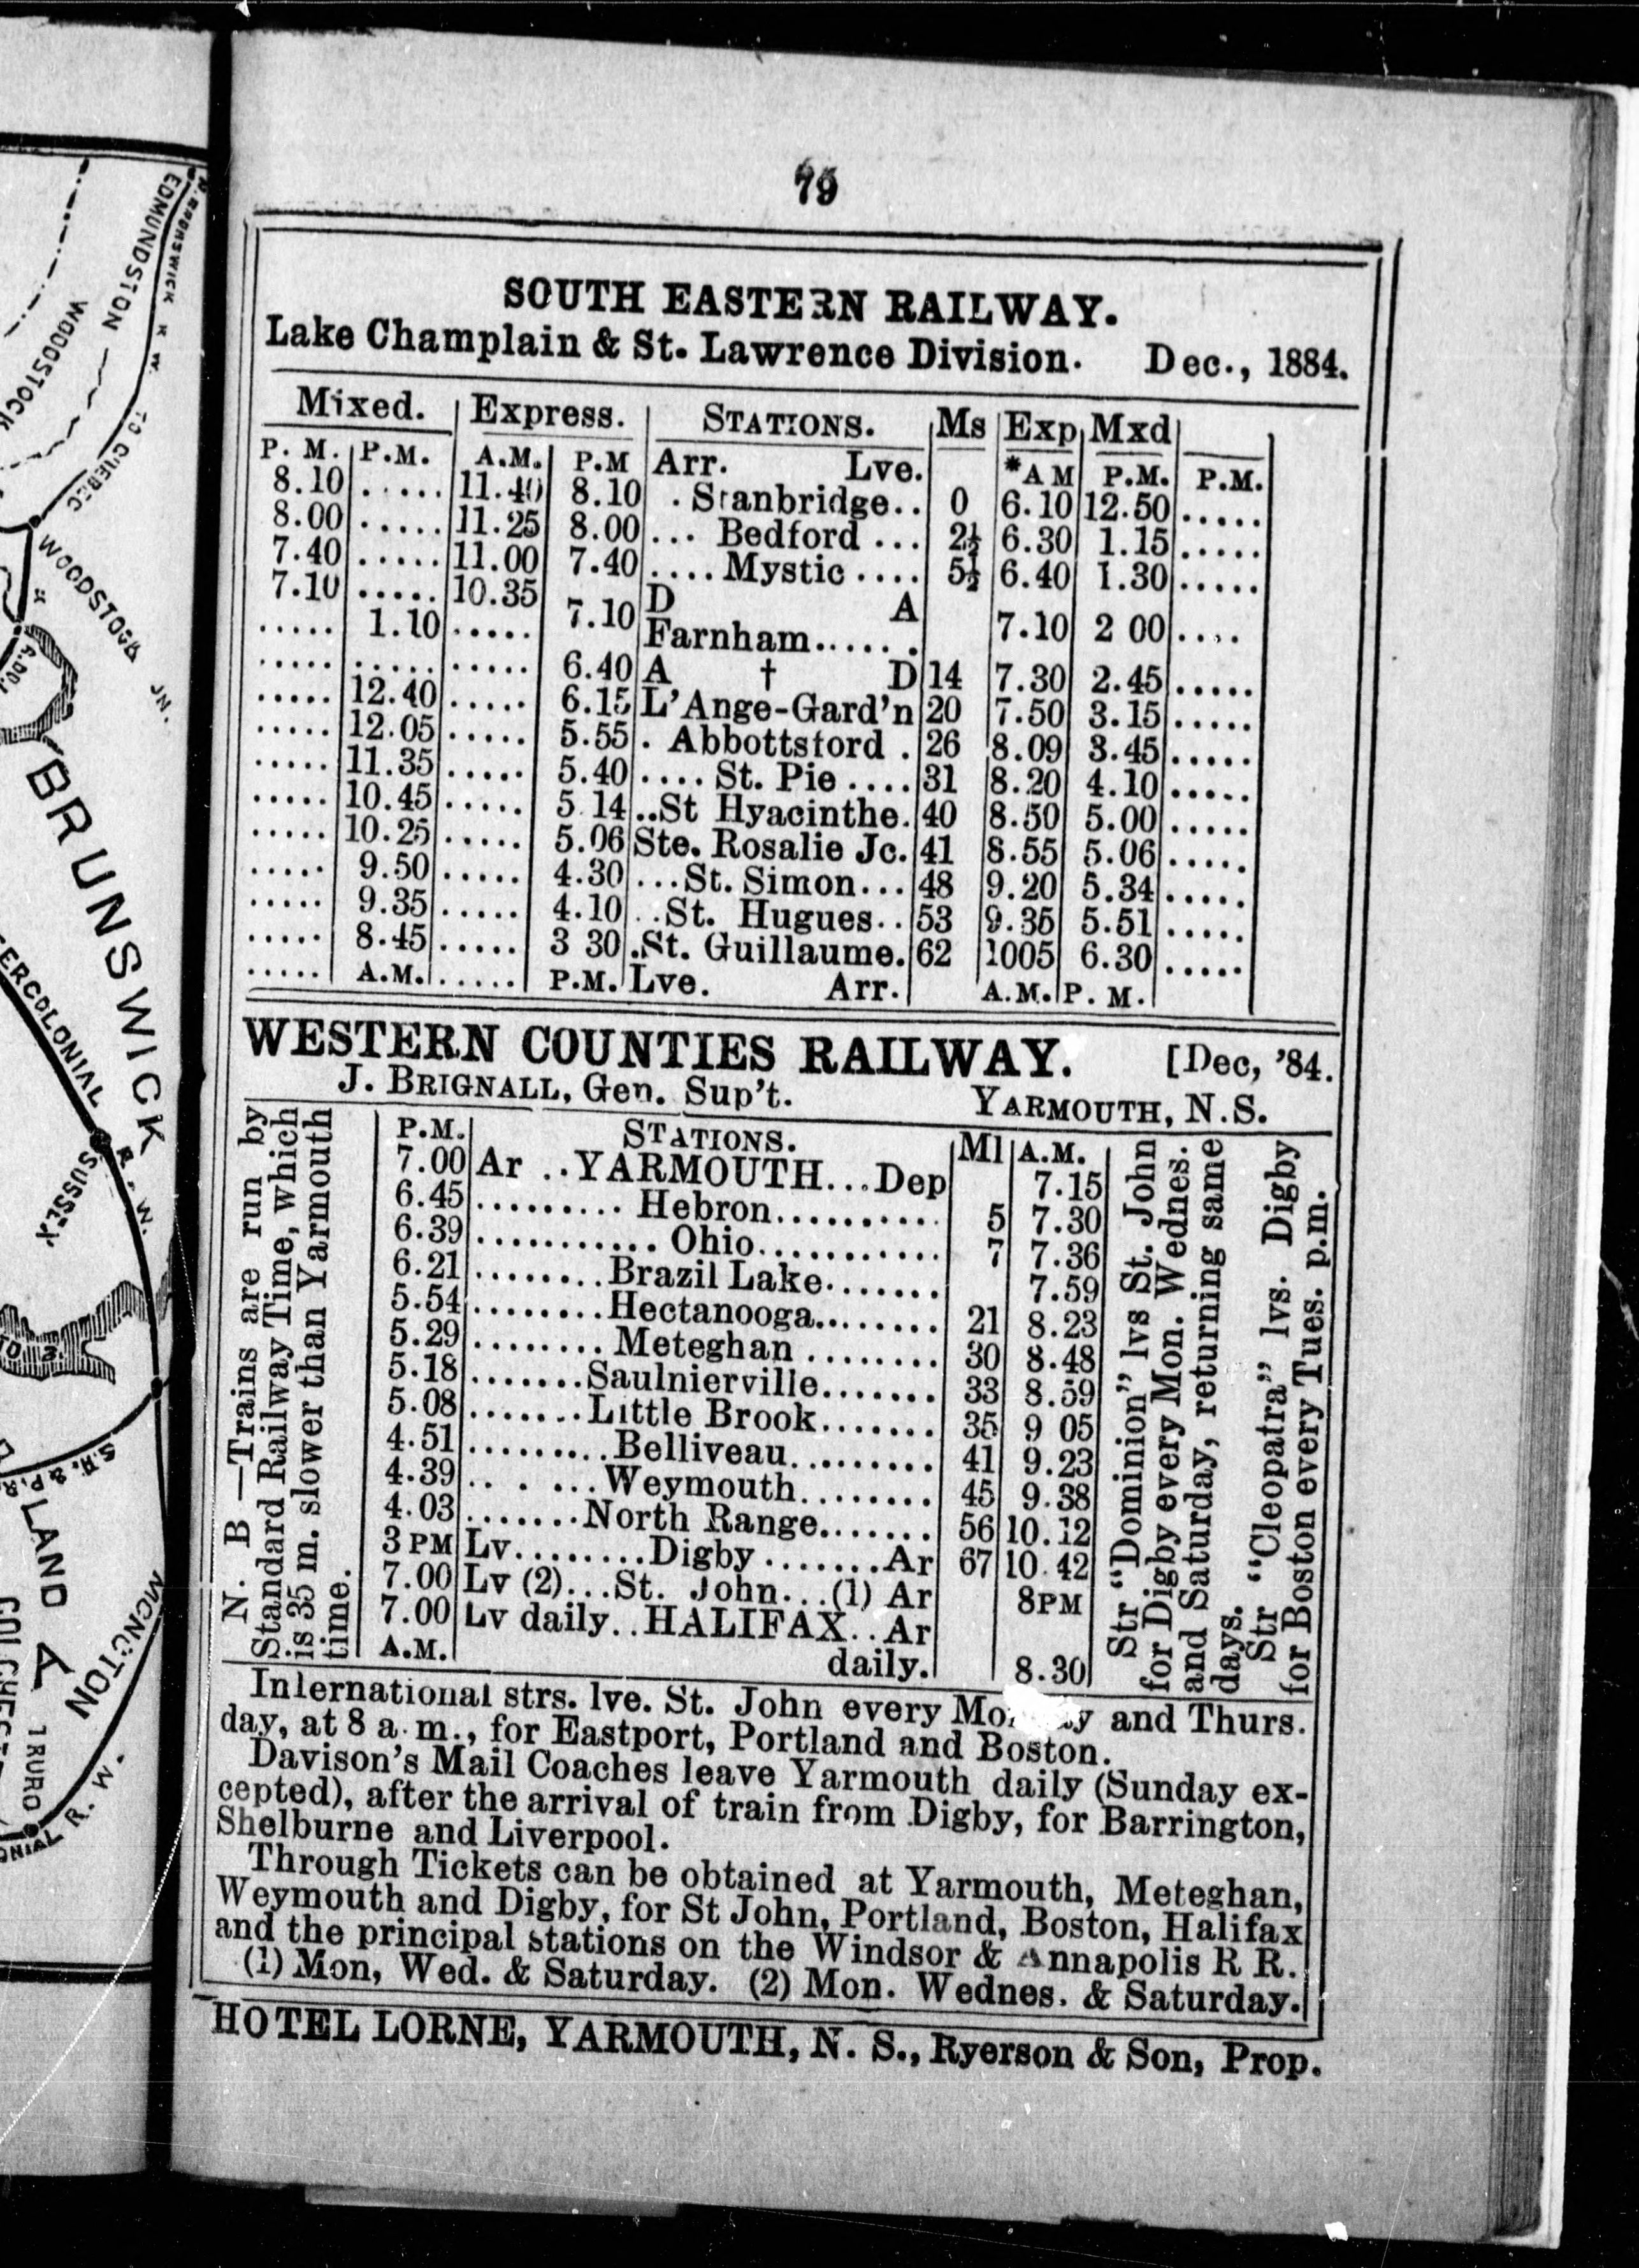 79
SOUTH EASTERN RAILWAY.
Lake Champlain & St. Lawrence Division. Dec., 1884.
Mixed. Express. STATIONS. Ms Exp Mxd
P. M. P.M. A.M. P.M Arr. Lve. *A M P.M. P.M.
8.10 ..... 11.40 8.10 . Stanbridge.. 0 6.10 12.50 .....
8.00 ..... 11.25 8.00 ... Bedford ... 2½ 6.30 1.15 .....
7.40 ..... 11.00 7.40 .... Mystic .... 5½ 6.40 1.30 .....
7.10 ..... 10.35 7.10 D A
..... 1.10 ..... Farnham...... 7.10 2 00 ....
..... ..... ..... 6.40 A † D 14 7.30 2.45 .....
..... 12.40 ..... 6.15 L'Ange-Gard'n 20 7.50 3.15 .....
..... 12.05 ..... 5.55 . Abbottsford . 26 8.09 3.45 .....
..... 11.35 ..... 5.40 .... St. Pie .... 31 8.20 4.10 .....
..... 10.45 ..... 5.14 ..St Hyacinthe. 40 8.50 5.00 .....
..... 10.25 ..... 5.06 Ste. Rosalie Jc. 41 8.55 5.06 .....
..... 9.50 ..... 4.30 ...St. Simon... 48 9.20 5.34 .....
..... 9.35 ..... 4.10 ..St. Hugues.. 53 9.35 5.51 .....
..... 8.45 ..... 3 30 .St. Guillaume. 62 1005 6.30 .....
..... A.M. ..... P.M. Lve. Arr. A.M. P. M.
WESTERN COUNTIES RAILWAY. [Dec, '84.
J. BRIGNALL, Gen. Sup't. YARMOUTH, N.S.
N. B —Trains are run by
Standard Railway Time, which
is 35 m. slower than Yarmouth
time.
P.M. STATIONS. Ml A.M.
7.00 Ar ..YARMOUTH...Dep 7.15
6.45 ......... Hebron.......... 5 7.30
6.39 ........... Ohio............ 7 7.36
6.21 ........Brazil Lake....... 7.59
5.54 .........Hectanooga........ 21 8.23
5.29 ........ Meteghan ........ 30 8.48
5.18 .......Saulnierville....... 33 8.59
5.08 .......Little Brook....... 35 9 05
4.51 .........Belliveau......... 41 9.23
4.39 .. . ...Weymouth........ 45 9.38
4.03 .......North Range....... 56 10.12
3 PM Lv.........Digby.......Ar 67 10.42
7.00 Lv (2)...St. John...(1) Ar 8PM
7.00 Lv daily..HALIFAX..Ar
A.M. daily. 8.30
Str "Dominion" lvs St. John
for Digby every Mon. Wednes.
and Saturday, returning same
days.
Str "Cleopatra" lvs. Digby
for Boston every Tues. p.m.
International strs. lve. St. John every Mo y and Thurs.
day, at 8 a.m., for Eastport, Portland and Boston.
Davison's Mail Coaches leave Yarmouth daily (Sunday ex-
cepted), after the arrival of train from Digby, for Barrington,
Shelburne and Liverpool.
Through Tickets can be obtained at Yarmouth, Meteghan,
Weymouth and Digby, for St John, Portland, Boston, Halifax
and the principal stations on the Windsor & Annapolis R R.
(1) Mon, Wed. & Saturday. (2) Mon. Wednes. & Saturday.
HOTEL LORNE, YARMOUTH, N. S., Ryerson & Son, Prop.
EDMUNDSTON
N. BRUNSWICK R W.
TO QUEBEC
WOODSTOCK
WOODSTOCK
JN.
BRUNSWICK
ERCOLONIAL
R. W.
SUSSEX
S.H. & P.R.
LAND
MONCTON
TRURO
ONIAL R. W.